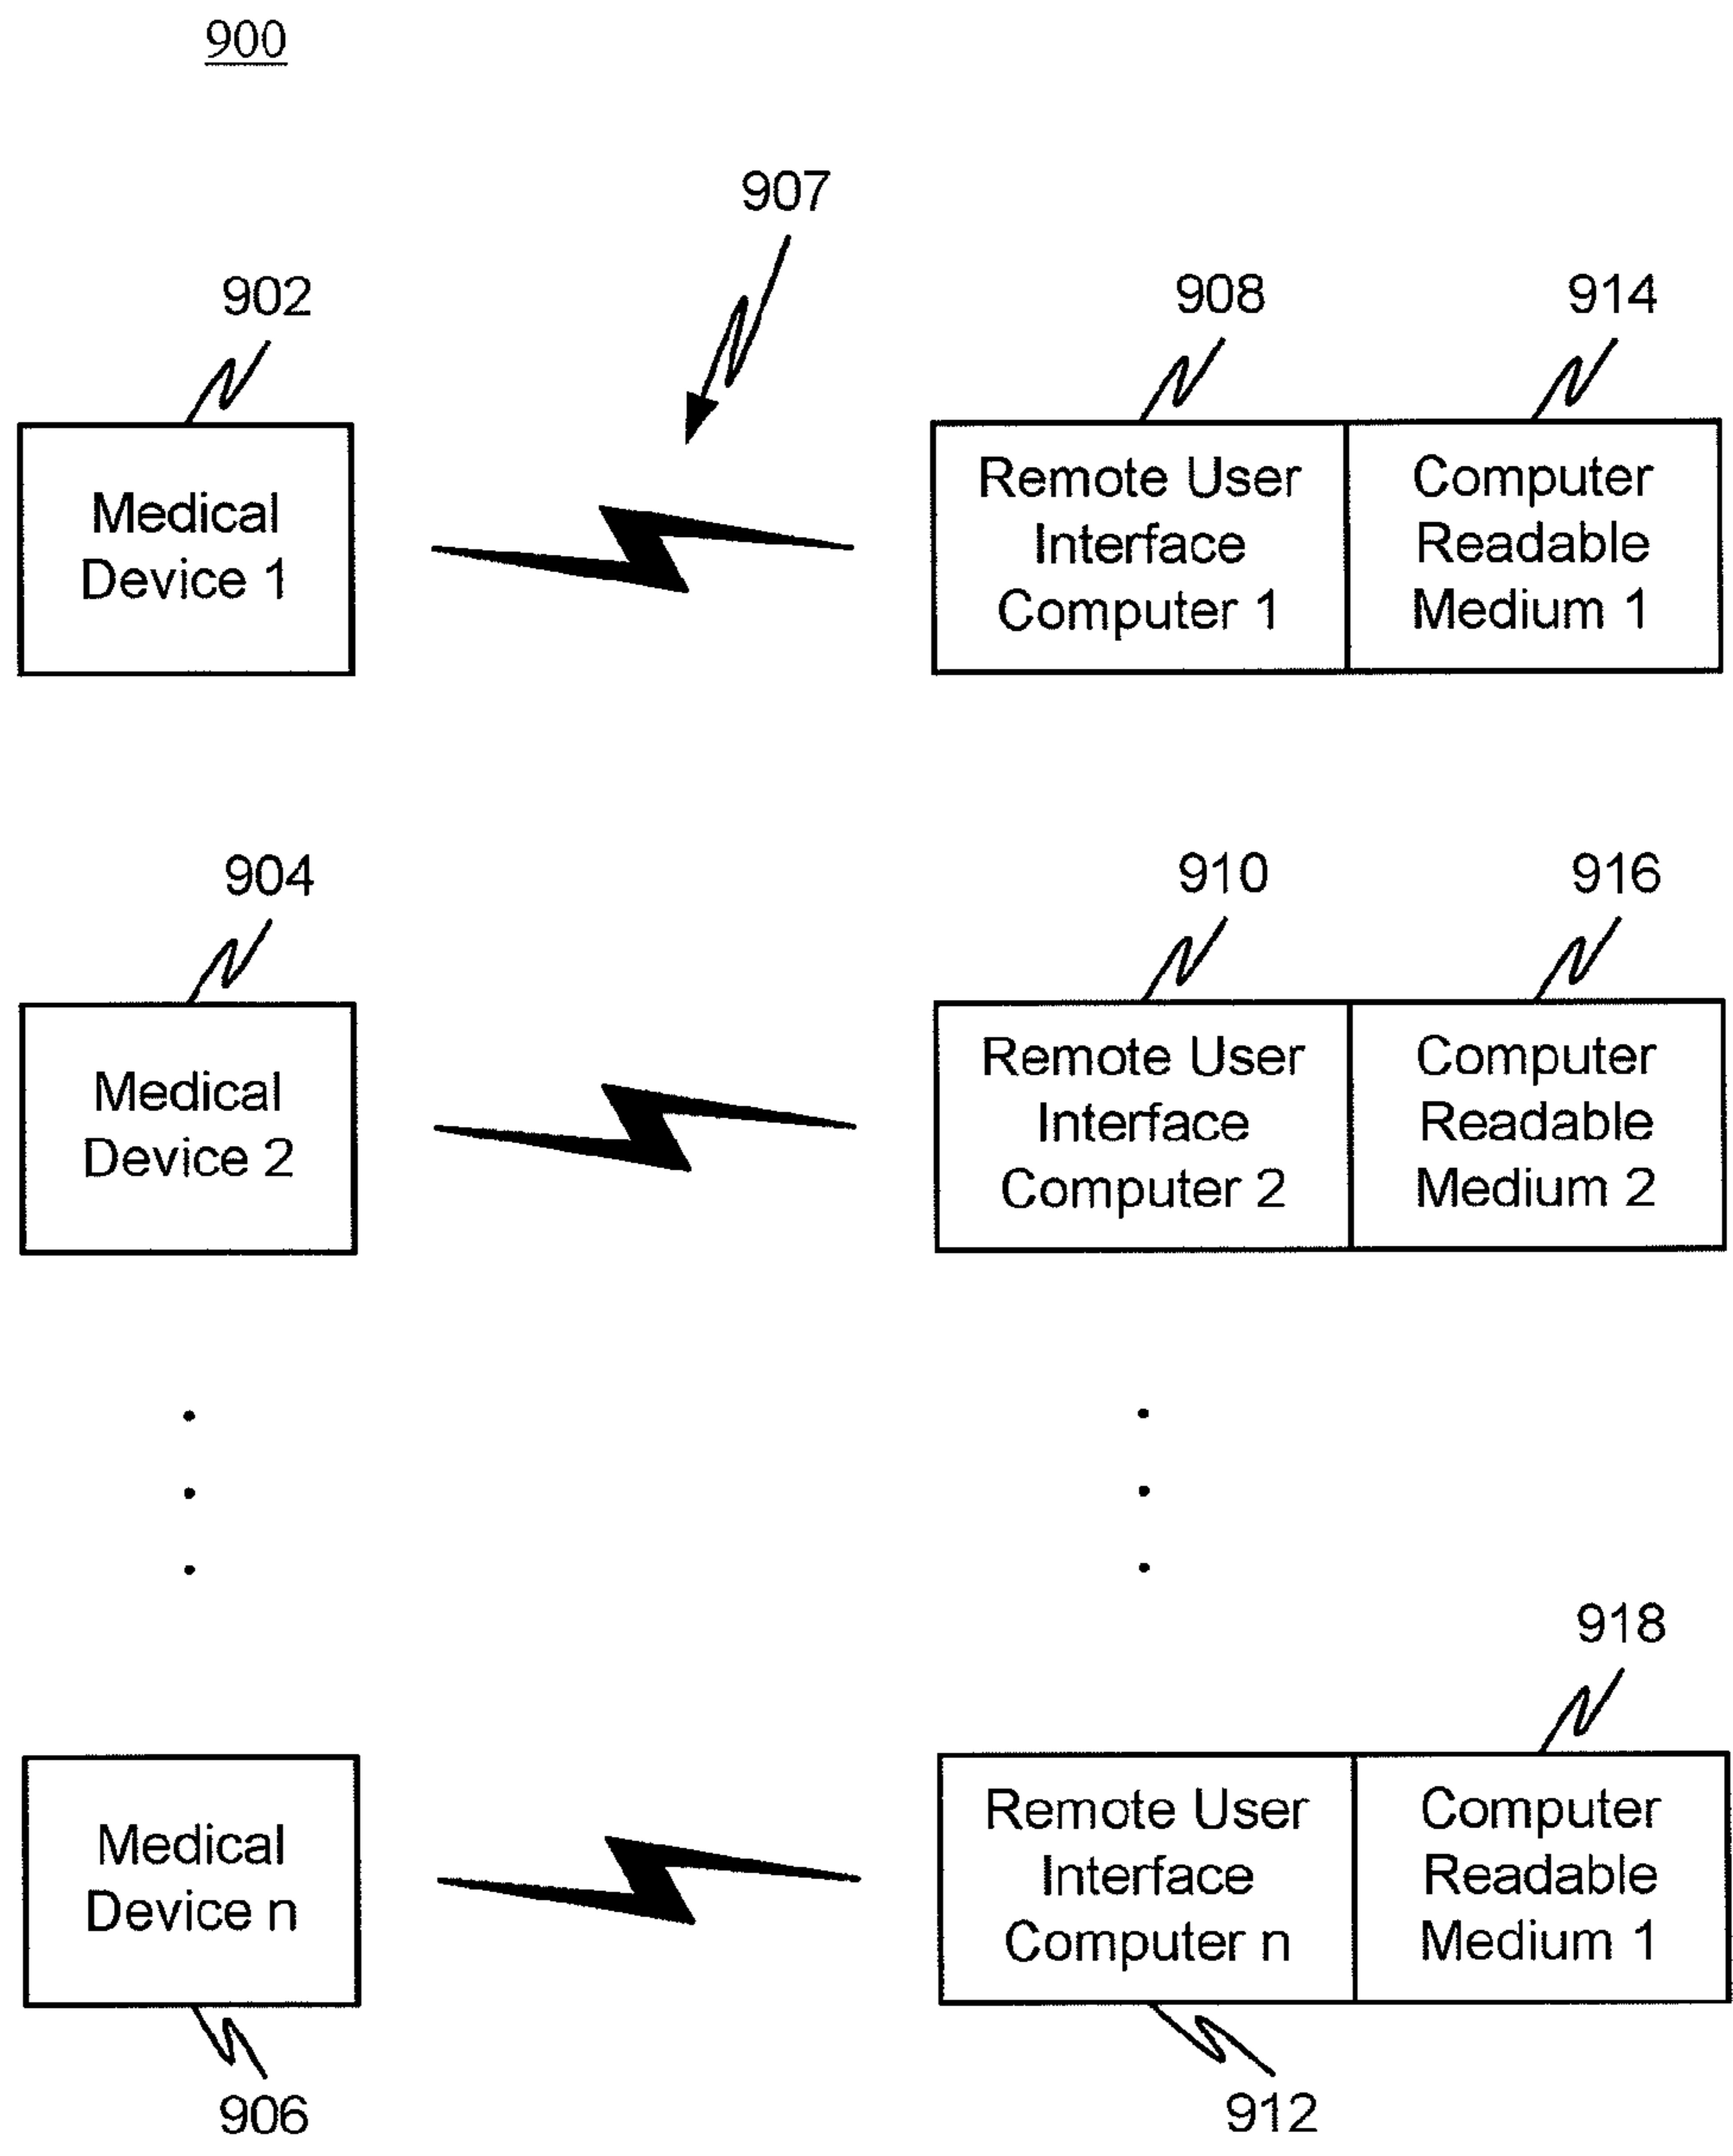 900
907
902
908
914
Medical
Device 1
Remote User
Interface
Computer 1
Computer
Readable
Medium 1
904
910
916
Medical
Device 2
Remote User
Interface
Computer 2
Computer
Readable
Medium 2
918
Medical
Device n
Remote User
Interface
Computer n
Computer
Readable
Medium 1
906
912